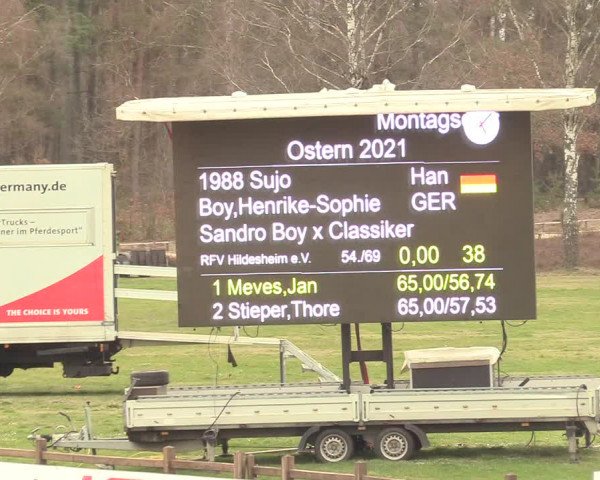 Montags
Ostern 2021
1988 Sujo Han
Boy,Henrike-Sophie GER
Sandro Boy x Classiker
RFV Hildesheim e.V. 54./69 0,00 38
1 Meves,Jan 65,00/56,74
2 Stieper,Thore 65,00/57,53
ermany.de
Trucks –
ner im Pferdesport"
THE CHOICE IS YOURS